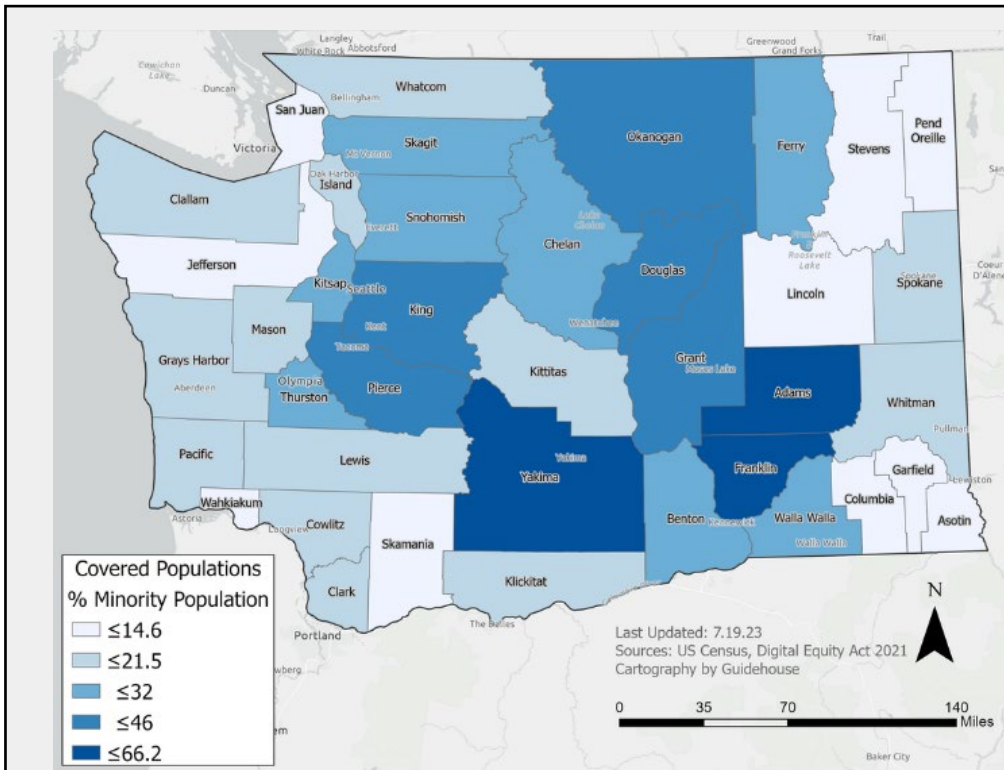 Langley
White Rock
Abbotsford
Greenwood
Grand Forks
Trail
Cowichan
Lake
Duncan
San Juan
Bellingham
Whatcom
Okanogan
Ferry
Stevens
Pend
Oreille
Victoria
Skagit
Mt Vernon
Oak Harbor
Island
Clallam
Snohomish
Everett
Lake
Chelan
Chelan
Jefferson
Kitsap
Seattle
Douglas
Roosevelt
Lake
Lincoln
Spokane
Spokane
Coeur
D'Alene
King
Kent
Mason
Tacoma
Wenatchee
Grays Harbor
Aberdeen
Olympia
Thurston
Pierce
Kittitas
Grant
Moses Lake
Adams
Whitman
Pullman
Pacific
Lewis
Yakima
Yakima
Franklin
Garfield
Lewiston
Columbia
Asotin
Wahkiakum
Astoria
Longview
Cowlitz
Skamania
Benton
Kennewick
Walla Walla
Walla Walla
Clark
Klickitat
Portland
The Dalles
Baker City
Covered Populations
% Minority Population
≤14.6
≤21.5
≤32
≤46
≤66.2
Last Updated: 7.19.23
Sources: US Census, Digital Equity Act 2021
Cartography by Guidehouse
N
0 35 70 140
Miles